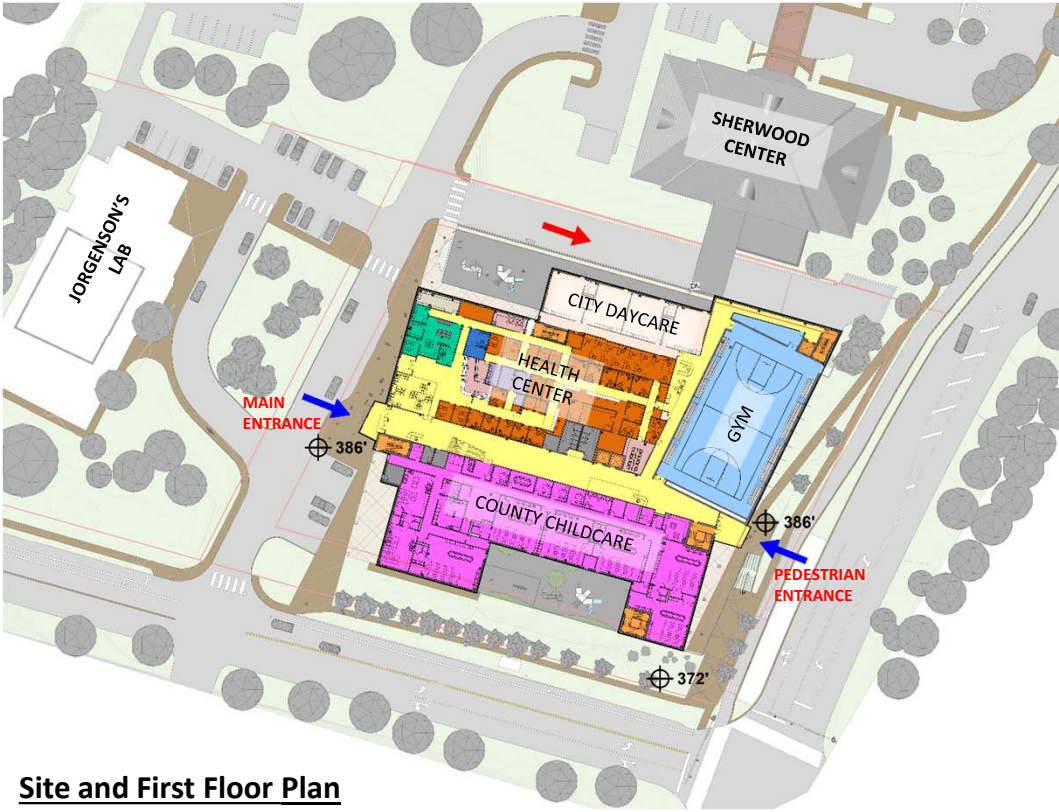 SHERWOOD
CENTER
JORGENSON'S
LAB
DN
CITY DAYCARE
HEALTH
CENTER
GYM
MAIN
ENTRANCE
386'
COUNTY CHILDCARE
386'
PEDESTRIAN
ENTRANCE
372'
Site and First Floor Plan